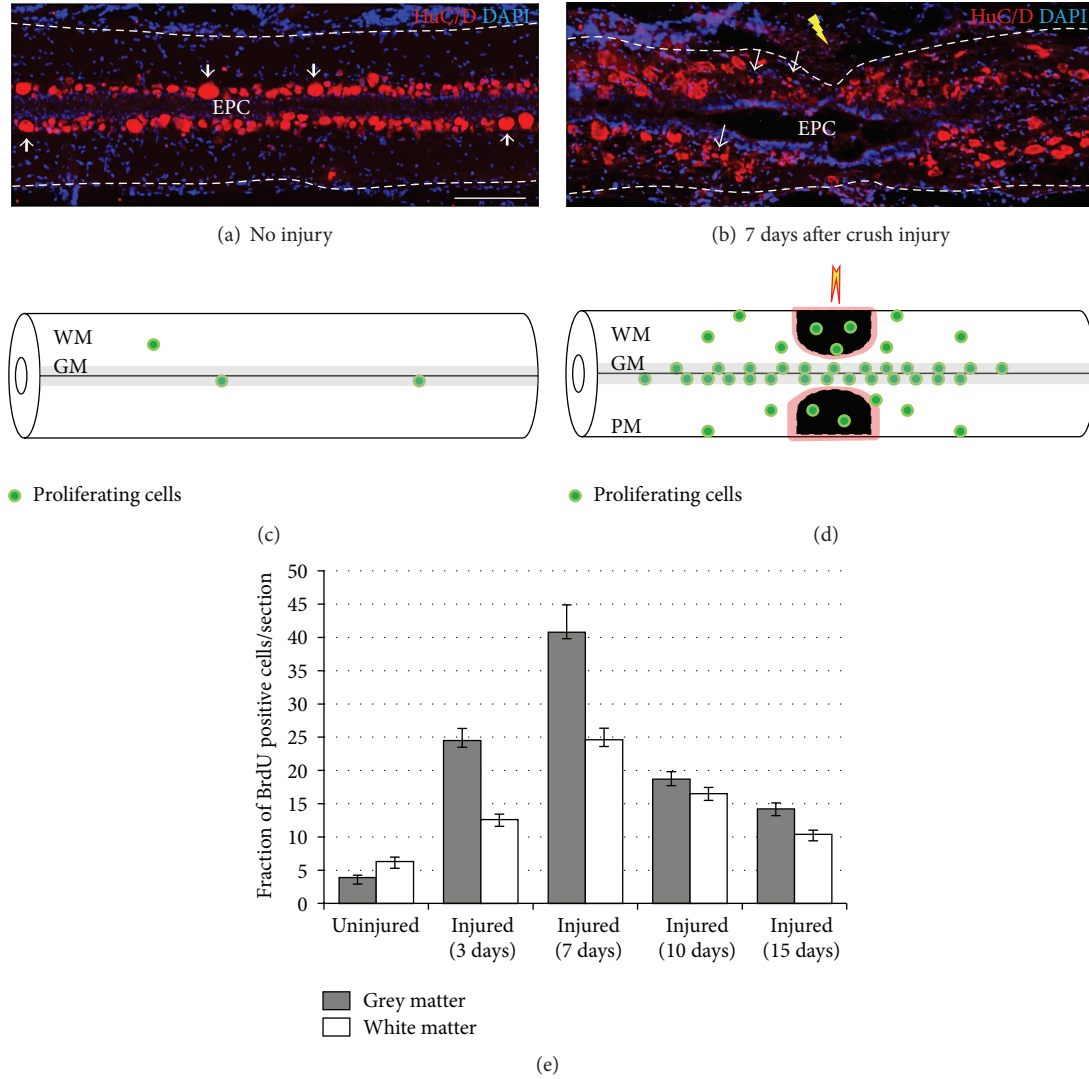 HuC/D DAPI
EPC
(a) No injury
HuC/D DAPI
EPC
(b) 7 days after crush injury
WM
GM
Proliferating cells
(c)
WM
GM
PM
Proliferating cells
(d)
Fraction of BrdU positive cells/section
50
45
40
35
30
25
20
15
10
5
0
Uninjured
Injured
(3 days)
Injured
(7 days)
Injured
(10 days)
Injured
(15 days)
Grey matter
White matter
(e)